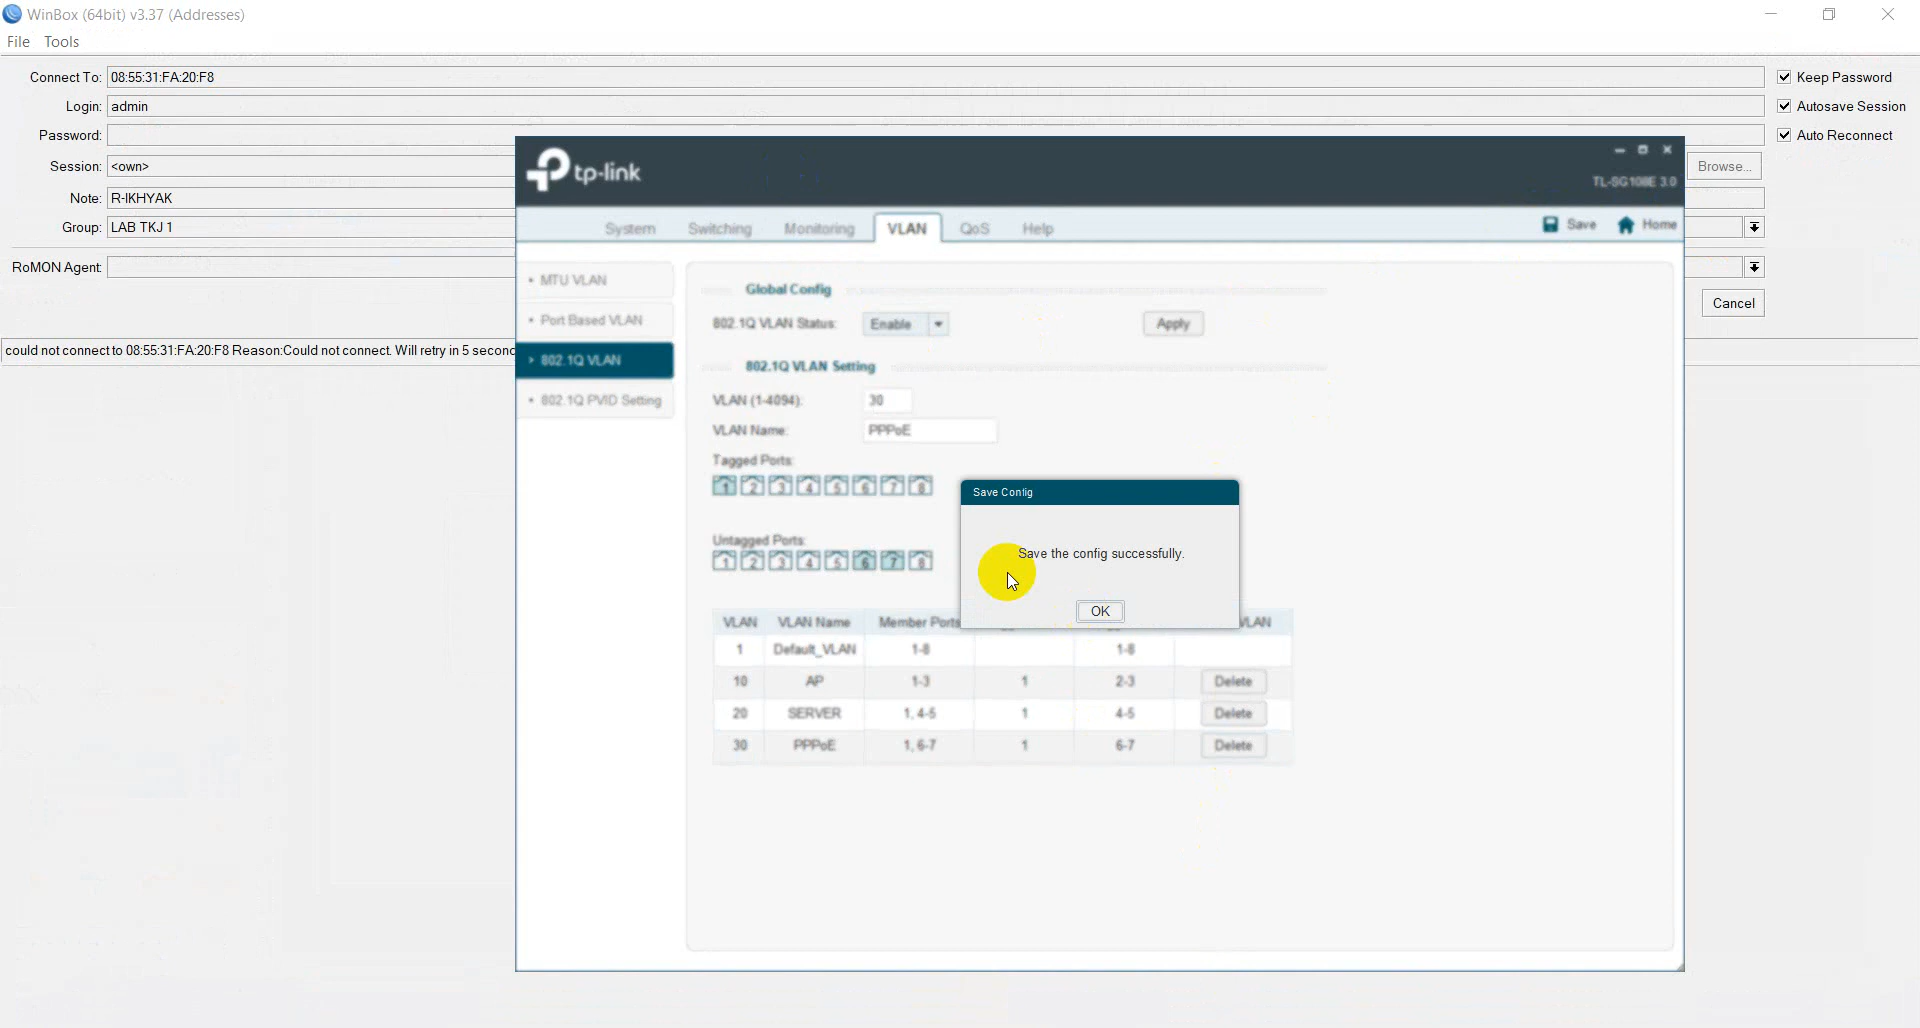 WinBox (64bit) v3.37 (Addresses)
File Tools
Connect To: 08:55:31:FA:20:F8
Keep Password
Login: admin
Autosave Session
Password:
Auto Reconnect
Session: <own>
Browse...
Note: R-IKHYAK
Group: LAB TKJ 1
RoMON Agent:
Cancel
could not connect to 08:55:31:FA:20:F8 Reason:Could not connect. Will retry in 5 second
tp-link
TL-SG108E 3.0
System Switching Monitoring VLAN QoS Help
Save Home
MTU VLAN
Port Based VLAN
802.1Q VLAN
802.1Q PVID Setting
Global Config
802.1Q VLAN Status: Enable Apply
802.1Q VLAN Setting
VLAN (1-4094): 30
VLAN Name: PPPoE
Tagged Ports:
1 2 3 4 5 6 7 8
Untagged Ports:
1 2 3 4 5 6 7 8
Save Config
Save the config successfully.
OK
VLAN VLAN Name Member Ports VLAN
1 Default_VLAN 1-8 1-8
10 AP 1-3 1 2-3 Delete
20 SERVER 1, 4-5 1 4-5 Delete
30 PPPoE 1, 6-7 1 6-7 Delete